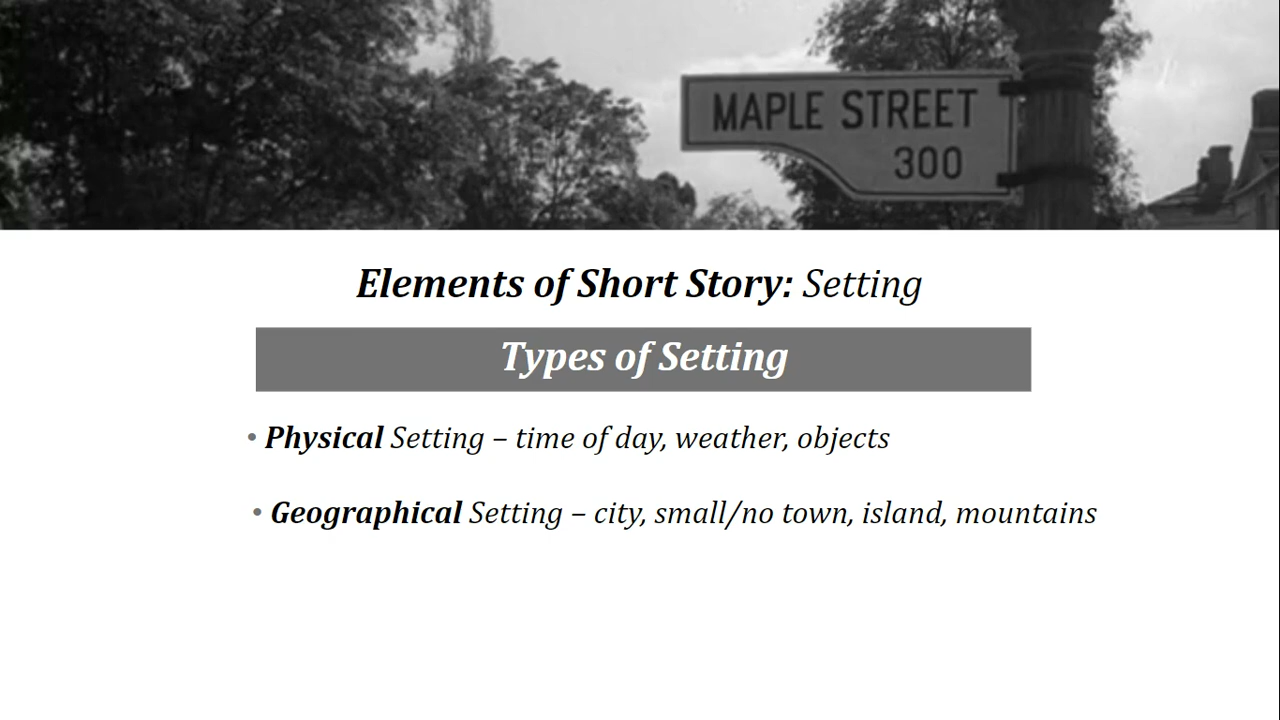 MAPLE STREET
300
Elements of Short Story: Setting
Types of Setting
• Physical Setting – time of day, weather, objects
• Geographical Setting – city, small/no town, island, mountains